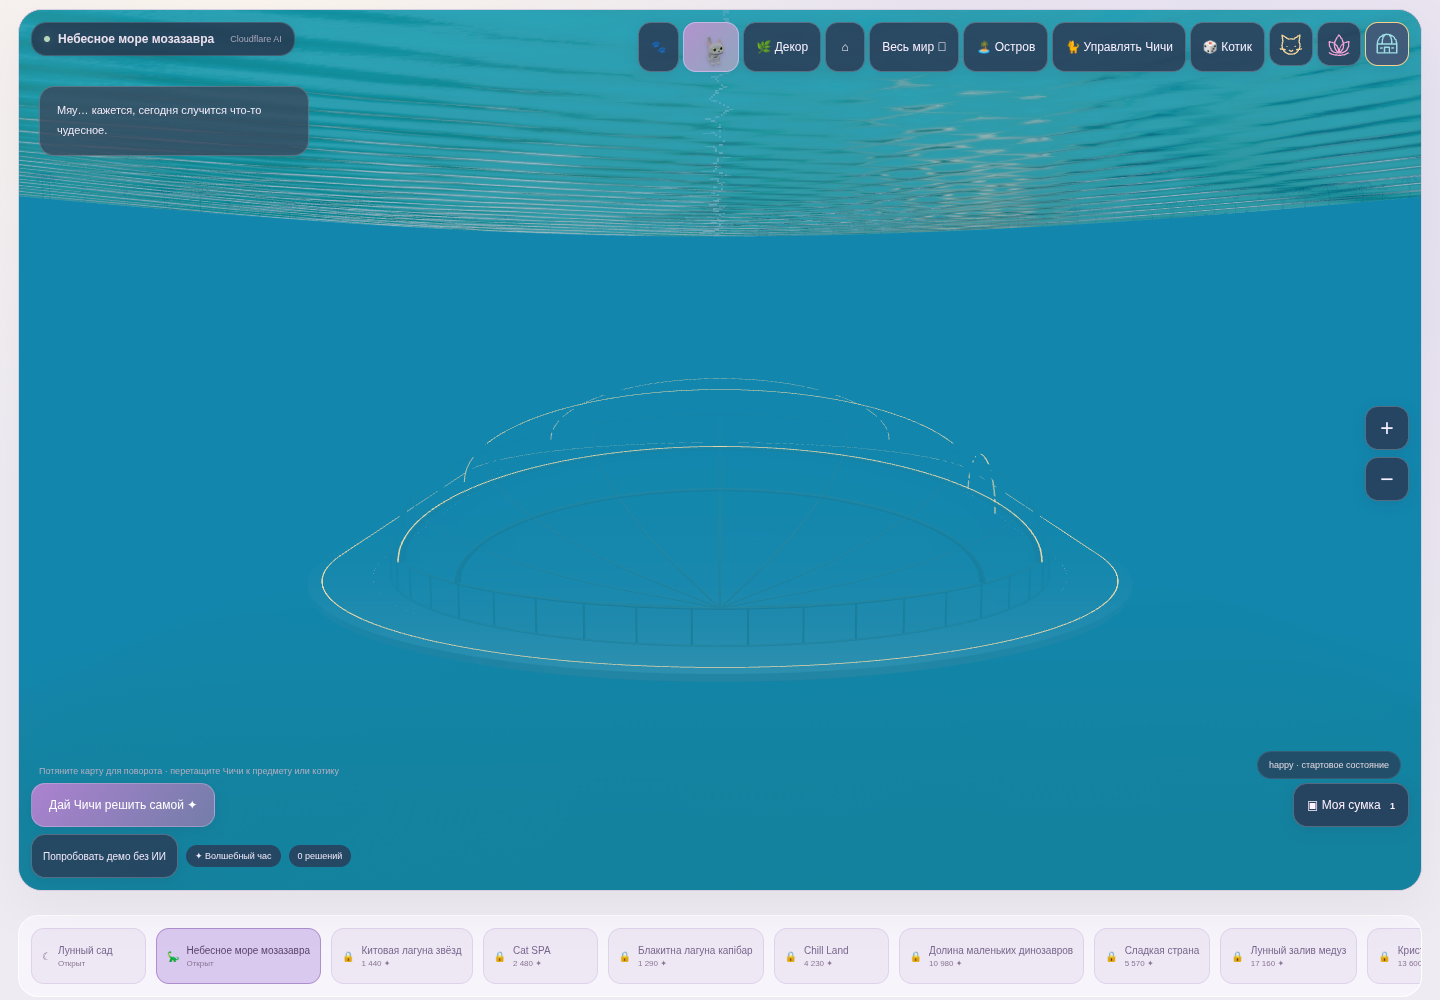 Небесное море мозазавра Cloudflare AI
Декор
Весь мир
Остров
Управлять Чичи
Котик
Мяу… кажется, сегодня случится что-то
чудесное.
+
−
Потяните карту для поворота · перетащите Чичи к предмету или котику
happy · стартовое состояние
Дай Чичи решить самой ✦
Моя сумка 1
Попробовать демо без ИИ
✦ Волшебный час
0 решений
Лунный сад
Открыт
Небесное море мозазавра
Открыт
Китовая лагуна звёзд
1 440 ✦
Cat SPA
2 480 ✦
Блакитна лагуна капібар
1 290 ✦
Chill Land
4 230 ✦
Долина маленьких динозавров
10 980 ✦
Сладкая страна
5 570 ✦
Лунный залив медуз
17 160 ✦
Крис
13 600